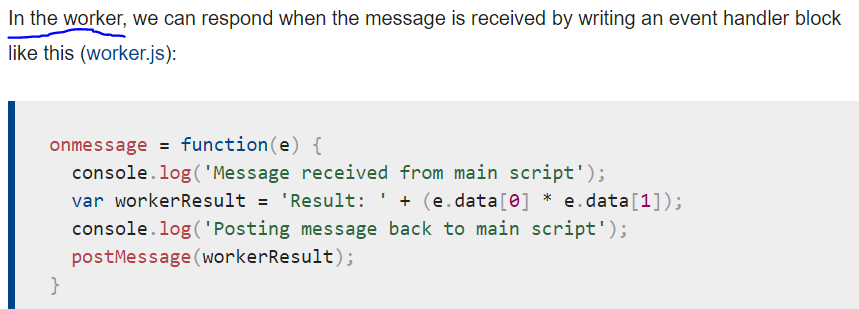 In the worker, we can respond when the message is received by writing an event handler block
like this (worker.js):
onmessage = function(e) {
  console.log('Message received from main script');
  var workerResult = 'Result: ' + (e.data[0] * e.data[1]);
  console.log('Posting message back to main script');
  postMessage(workerResult);
}